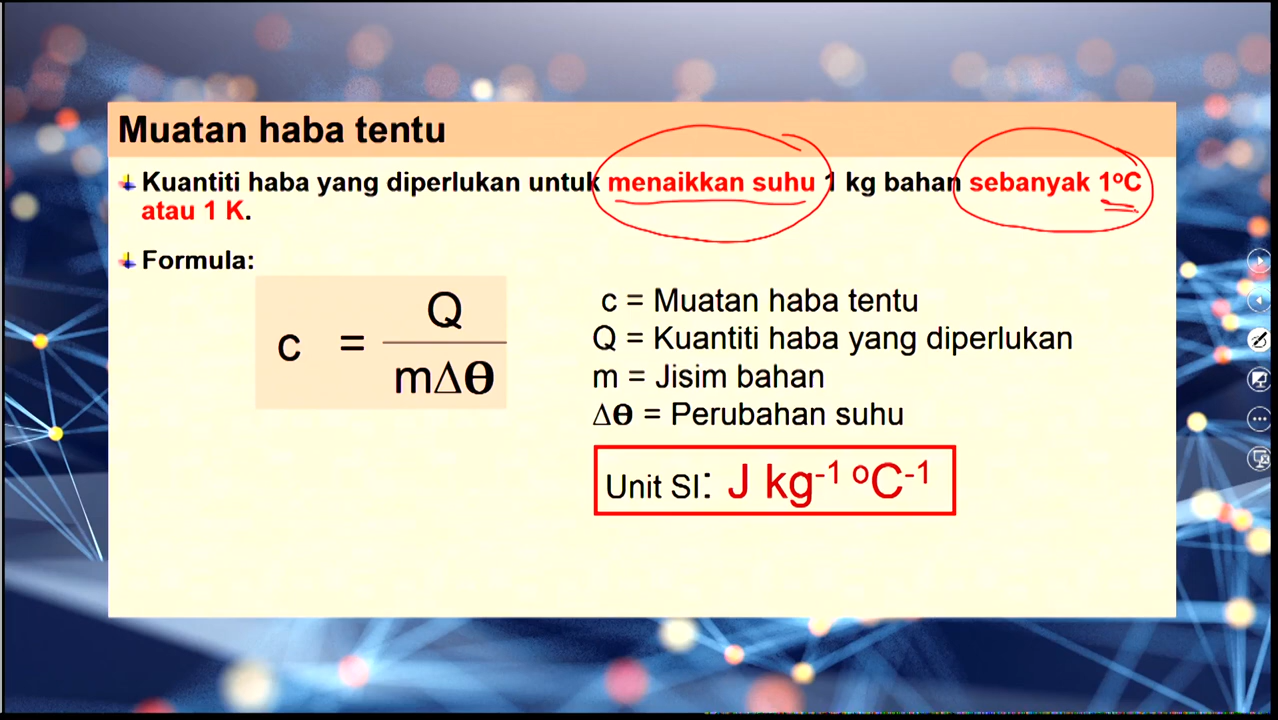 Muatan haba tentu
Kuantiti haba yang diperlukan untuk menaikkan suhu 1 kg bahan sebanyak 1ºC
atau 1 K.
Formula:
c = Q / mΔθ
c = Muatan haba tentu
Q = Kuantiti haba yang diperlukan
m = Jisim bahan
Δθ = Perubahan suhu
Unit SI: J kg⁻¹ ºC⁻¹